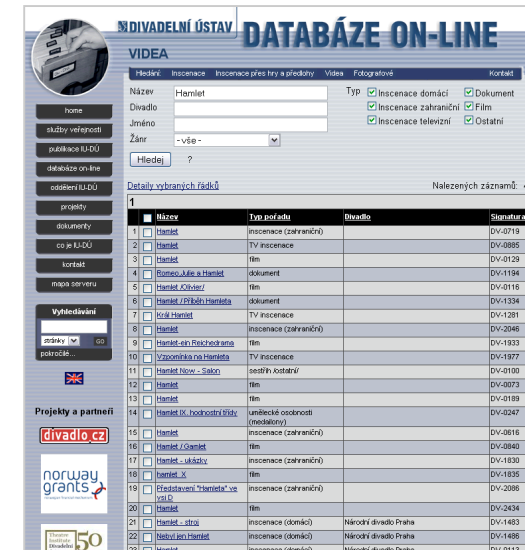 DIVADELNÍ ÚSTAV
DATABÁZE ON-LINE
VIDEA
Hledání: Inscenace Inscenace přes hry a předlohy Videa Fotografové Kontakt
Název Hamlet Typ Inscenace domácí Dokument
Divadlo Inscenace zahraniční Film
Jméno Inscenace televizní Ostatní
Žánr - vše -
Hledej ?
Detaily vybraných řádků Nalezených záznamů:
1
Název Typ pořadu Divadlo Signatura
1 Hamlet inscenace (zahraniční) DV-0719
2 Hamlet TV inscenace DV-0885
3 Hamlet film DV-0129
4 Romeo,Julie a Hamlet dokument DV-1194
5 Hamlet /Olivier/ film DV-0116
6 Hamlet / Příběh Hamleta dokument DV-1334
7 Král Hamlet TV inscenace DV-1281
8 Hamlet inscenace (zahraniční) DV-2046
9 Hamlet-ein Reichedrama film DV-1933
10 Vzpomínka na Hamleta TV inscenace DV-1977
11 Hamlet Now - Salon sestřih /ostatní/ DV-0100
12 Hamlet film DV-0073
13 Hamlet film DV-0189
14 Hamlet IX. hodnostní třídy umělecké osobnosti DV-0247
(medailony)
15 Hamlet inscenace (zahraniční) DV-0616
16 Hamlet / Gamlet film DV-0840
17 Hamlet - ukázky inscenace (zahraniční) DV-1830
18 hamlet_X film DV-1835
19 Představení "Hamleta" ve inscenace (zahraniční) DV-2086
vsi D
20 Hamlet film DV-2434
21 Hamlet - stroj inscenace (domácí) Národní divadlo Praha DV-1483
22 Nebyl jen Hamlet inscenace (domácí) Národní divadlo Praha DV-1486
23 Hamlet inscenace (domácí) Národní divadlo Praha
home
služby veřejnosti
publikace IU-DÚ
databáze on-line
oddělení IU-DÚ
projekty
dokumenty
co je IU-DÚ
kontakt
mapa serveru
Vyhledávání
stránky GO
pokročilé...
Projekty a partneři
divadlo.cz
norway
grants
Theatre
Institute
Divadelní
50